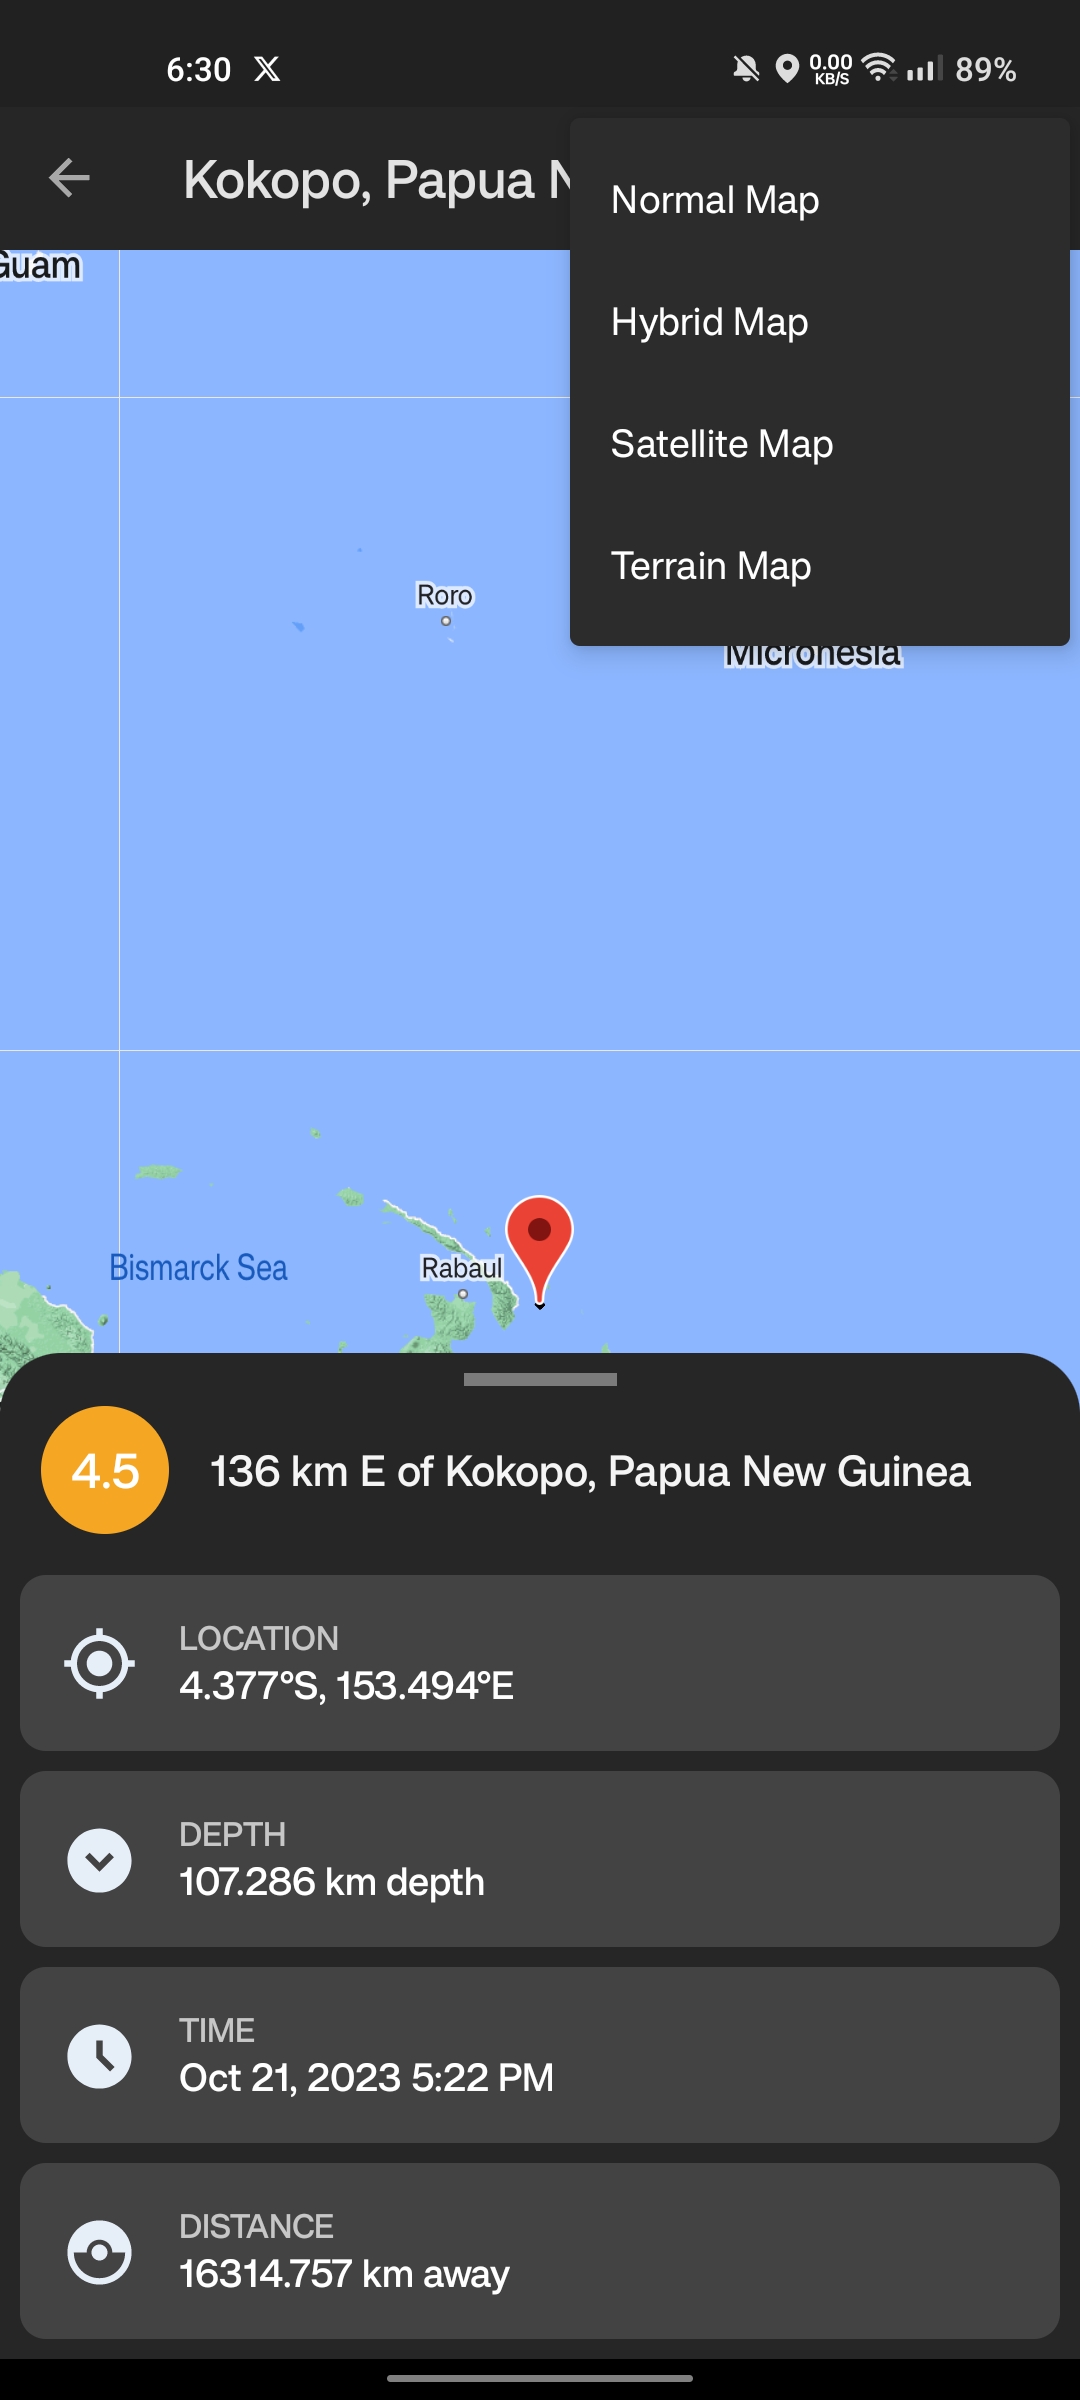 6:30 X 0.00 KB/S 89%
Kokopo, Papua N
Normal Map
Hybrid Map
Satellite Map
Terrain Map
Guam
Roro
Micronesia
Rabaul
Bismarck Sea
4.5 136 km E of Kokopo, Papua New Guinea
LOCATION
4.377°S, 153.494°E
DEPTH
107.286 km depth
TIME
Oct 21, 2023 5:22 PM
DISTANCE
16314.757 km away